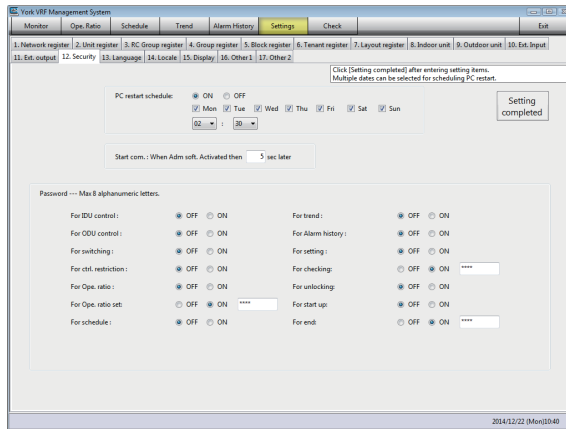 York VRF Management System
Monitor Ope. Ratio Schedule Trend Alarm History Settings Check Exit
1. Network register 2. Unit register 3. RC Group register 4. Group register 5. Block register 6. Tenant register 7. Layout register 8. Indoor unit 9. Outdoor unit 10. Ext. Input
11. Ext. output 12. Security 13. Language 14. Locale 15. Display 16. Other 1 17. Other 2
Click [Setting completed] after entering setting items.
Multiple dates can be selected for scheduling PC restart.
PC restart schedule: ON OFF
Mon Tue Wed Thu Fri Sat Sun
02 : 30
Setting
completed
Start com. : When Adm soft. Activated then 5 sec later
Password --- Max 8 alphanumeric letters.
For IDU control : OFF ON For trend : OFF ON
For ODU control : OFF ON For Alarm history : OFF ON
For switching : OFF ON For setting : OFF ON
For ctrl. restriction : OFF ON For checking: OFF ON ****
For Ope. ratio : OFF ON For unlocking: OFF ON
For Ope. ratio set: OFF ON **** For start up: OFF ON
For schedule : OFF ON For end: OFF ON ****
2014/12/22 (Mon)10:40